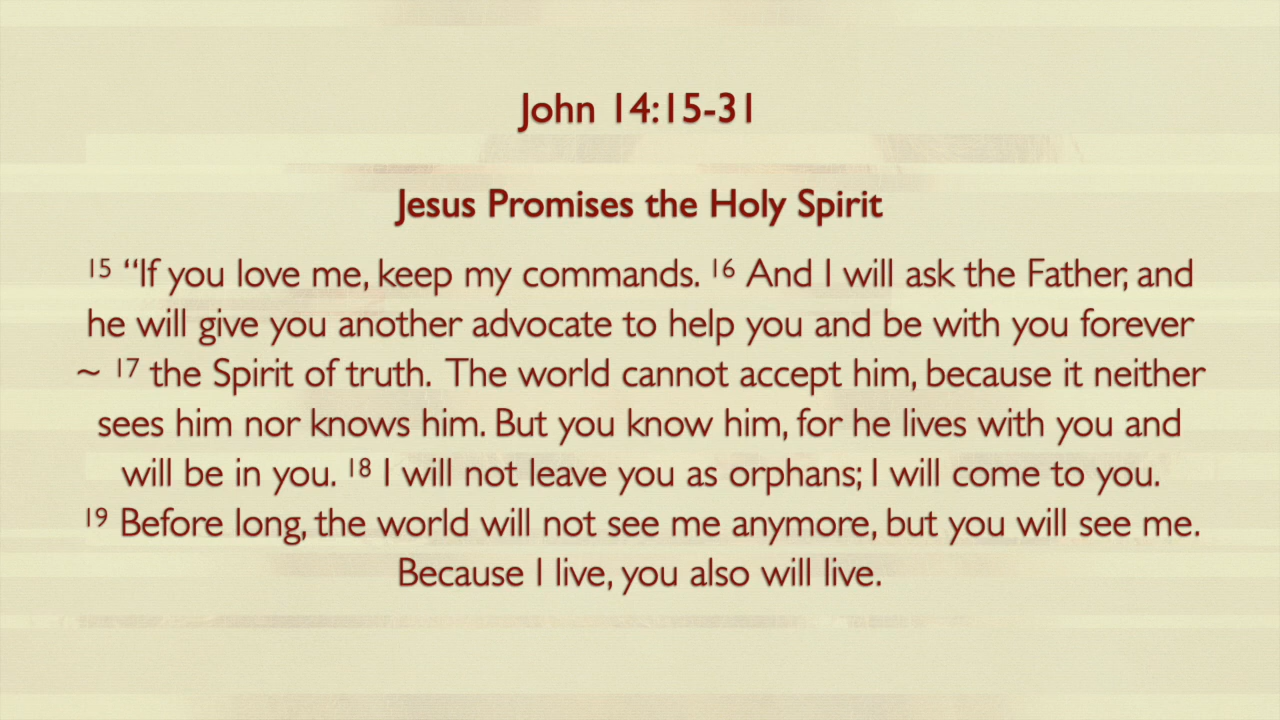 John 14:15-31
Jesus Promises the Holy Spirit
15 “If you love me, keep my commands. 16 And I will ask the Father, and
he will give you another advocate to help you and be with you forever
~ 17 the Spirit of truth. The world cannot accept him, because it neither
sees him nor knows him. But you know him, for he lives with you and
will be in you. 18 I will not leave you as orphans; I will come to you.
19 Before long, the world will not see me anymore, but you will see me.
Because I live, you also will live.